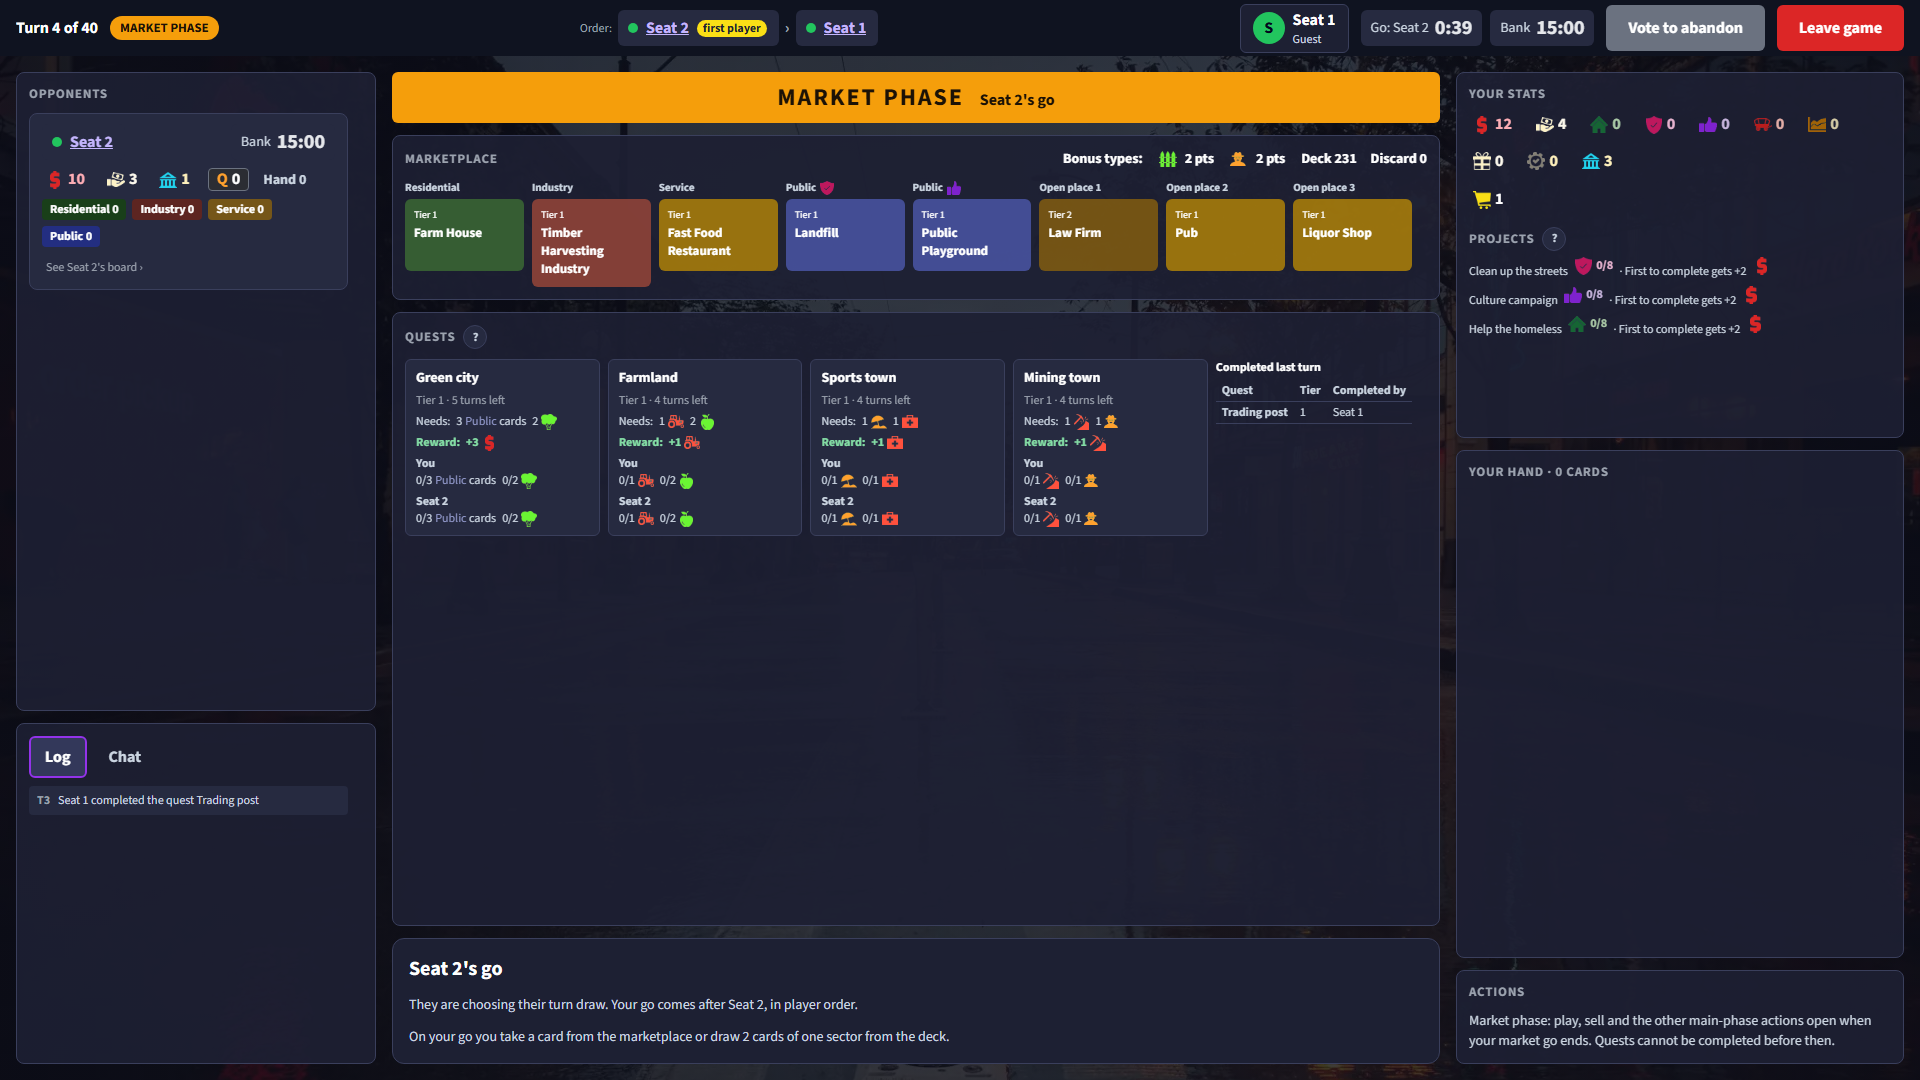 Turn 4 of 40
MARKET PHASE
Order:
Seat 2
first player
›
Seat 1
S
Seat 1
Guest
Go: Seat 2 0:39
Bank 15:00
Vote to abandon
Leave game
OPPONENTS
Seat 2
Bank 15:00
10
3
1
Q 0
Hand 0
Residential 0
Industry 0
Service 0
Public 0
See Seat 2's board ›
Log
Chat
T3 Seat 1 completed the quest Trading post
MARKET PHASE Seat 2's go
MARKETPLACE
Bonus types:
2 pts
2 pts
Deck 231
Discard 0
Residential
Tier 1
Farm House
Industry
Tier 1
Timber
Harvesting
Industry
Service
Tier 1
Fast Food
Restaurant
Public
Tier 1
Landfill
Public
Tier 1
Public
Playground
Open place 1
Tier 2
Law Firm
Open place 2
Tier 1
Pub
Open place 3
Tier 1
Liquor Shop
QUESTS ?
Green city
Tier 1 · 5 turns left
Needs: 3 Public cards 2
Reward: +3 $
You
0/3 Public cards 0/2
Seat 2
0/3 Public cards 0/2
Farmland
Tier 1 · 4 turns left
Needs: 1 2
Reward: +1
You
0/1 0/2
Seat 2
0/1 0/2
Sports town
Tier 1 · 4 turns left
Needs: 1 1
Reward: +1
You
0/1 0/1
Seat 2
0/1 0/1
Mining town
Tier 1 · 4 turns left
Needs: 1 1
Reward: +1
You
0/1 0/1
Seat 2
0/1 0/1
Completed last turn
Quest Tier Completed by
Trading post 1 Seat 1
Seat 2's go
They are choosing their turn draw. Your go comes after Seat 2, in player order.
On your go you take a card from the marketplace or draw 2 cards of one sector from the deck.
YOUR STATS
$ 12 4 0 0 0 0 0
0 0 3
1
PROJECTS ?
Clean up the streets 0/8 · First to complete gets +2 $
Culture campaign 0/8 · First to complete gets +2 $
Help the homeless 0/8 · First to complete gets +2 $
YOUR HAND · 0 CARDS
ACTIONS
Market phase: play, sell and the other main-phase actions open when
your market go ends. Quests cannot be completed before then.